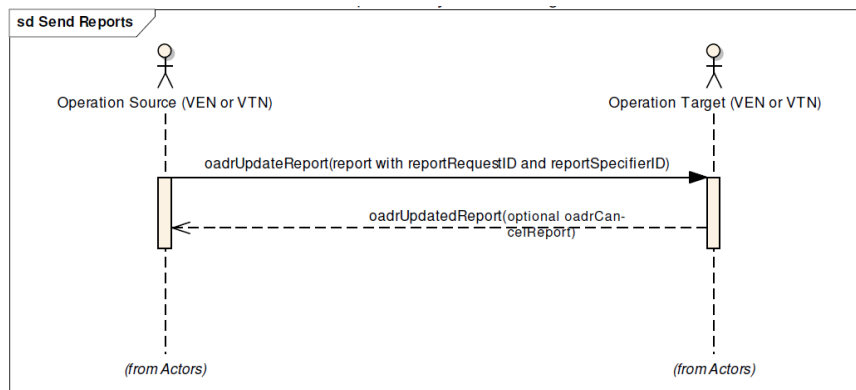 sd Send Reports
Operation Source (VEN or VTN)
Operation Target (VEN or VTN)
oadrUpdateReport(report with reportRequestID and reportSpecifierID)
oadrUpdatedReport(optional oadrCan-
celReport)
(from Actors)
(from Actors)